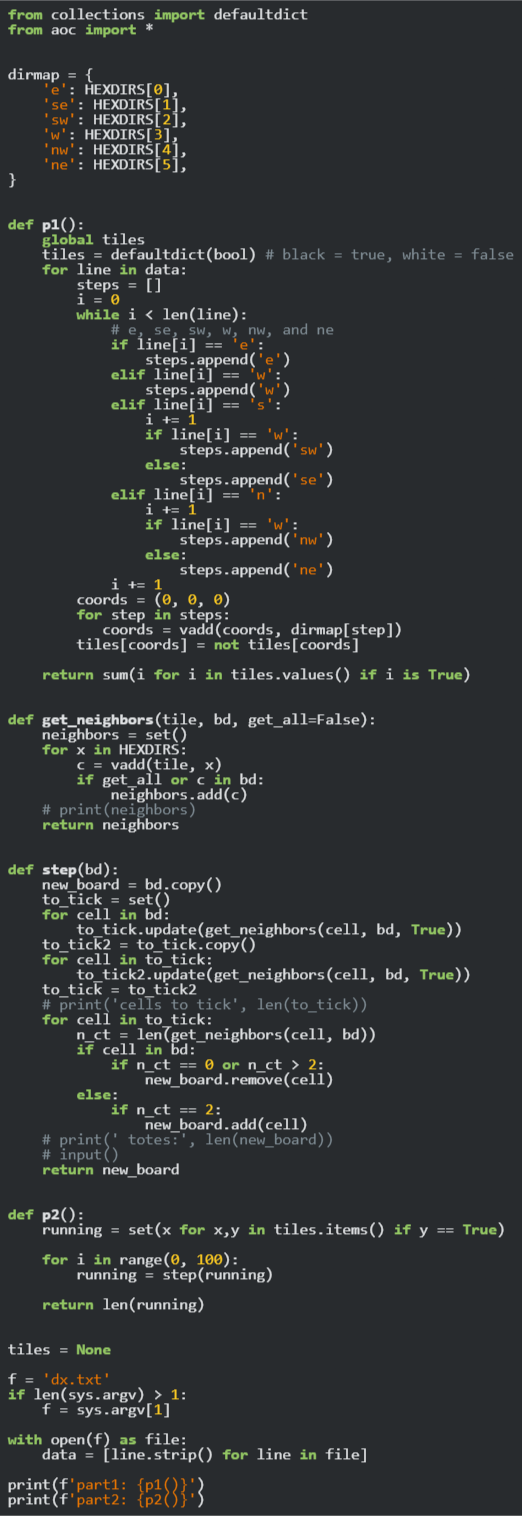 from collections import defaultdict
from aoc import *

dirmap = {
    'e': HEXDIRS[0],
    'se': HEXDIRS[1],
    'sw': HEXDIRS[2],
    'w': HEXDIRS[3],
    'nw': HEXDIRS[4],
    'ne': HEXDIRS[5],
}

def p1():
    global tiles
    tiles = defaultdict(bool) # black = true, white = false
    for line in data:
        steps = []
        i = 0
        while i < len(line):
            # e, se, sw, w, nw, and ne
            if line[i] == 'e':
                steps.append('e')
            elif line[i] == 'w':
                steps.append('w')
            elif line[i] == 's':
                i += 1
                if line[i] == 'w':
                    steps.append('sw')
                else:
                    steps.append('se')
            elif line[i] == 'n':
                i += 1
                if line[i] == 'w':
                    steps.append('nw')
                else:
                    steps.append('ne')
            i += 1
        coords = (0, 0, 0)
        for step in steps:
           coords = vadd(coords, dirmap[step])
        tiles[coords] = not tiles[coords]

    return sum(i for i in tiles.values() if i is True)

def get_neighbors(tile, bd, get_all=False):
    neighbors = set()
    for x in HEXDIRS:
        c = vadd(tile, x)
        if get_all or c in bd:
            neighbors.add(c)
    # print(neighbors)
    return neighbors

def step(bd):
    new_board = bd.copy()
    to_tick = set()
    for cell in bd:
        to_tick.update(get_neighbors(cell, bd, True))
    to_tick2 = to_tick.copy()
    for cell in to_tick:
        to_tick2.update(get_neighbors(cell, bd, True))
    to_tick = to_tick2
    # print('cells to tick', len(to_tick))
    for cell in to_tick:
        n_ct = len(get_neighbors(cell, bd))
        if cell in bd:
            if n_ct == 0 or n_ct > 2:
                new_board.remove(cell)
        else:
            if n_ct == 2:
                new_board.add(cell)
    # print(' totes:', len(new_board))
    # input()
    return new_board

def p2():
    running = set(x for x,y in tiles.items() if y == True)

    for i in range(0, 100):
        running = step(running)

    return len(running)

tiles = None

f = 'dx.txt'
if len(sys.argv) > 1:
    f = sys.argv[1]

with open(f) as file:
    data = [line.strip() for line in file]

print(f'part1: {p1()}')
print(f'part2: {p2()}')